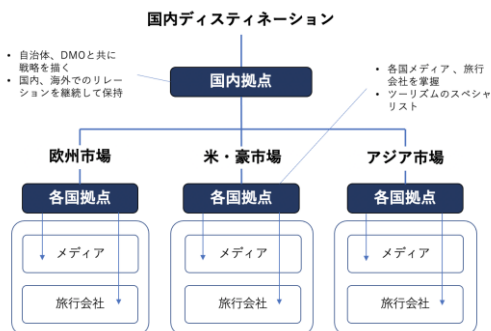 国内ディスティネーション
• 自治体、DMOと共に
戦略を描く
• 国内、海外でのリレー
ションを継続して保持
国内拠点
• 各国メディア 、旅行
会社を掌握
• ツーリズムのスペシャ
リスト
欧州市場
米・豪市場
アジア市場
各国拠点
各国拠点
各国拠点
メディア
メディア
メディア
旅行会社
旅行会社
旅行会社